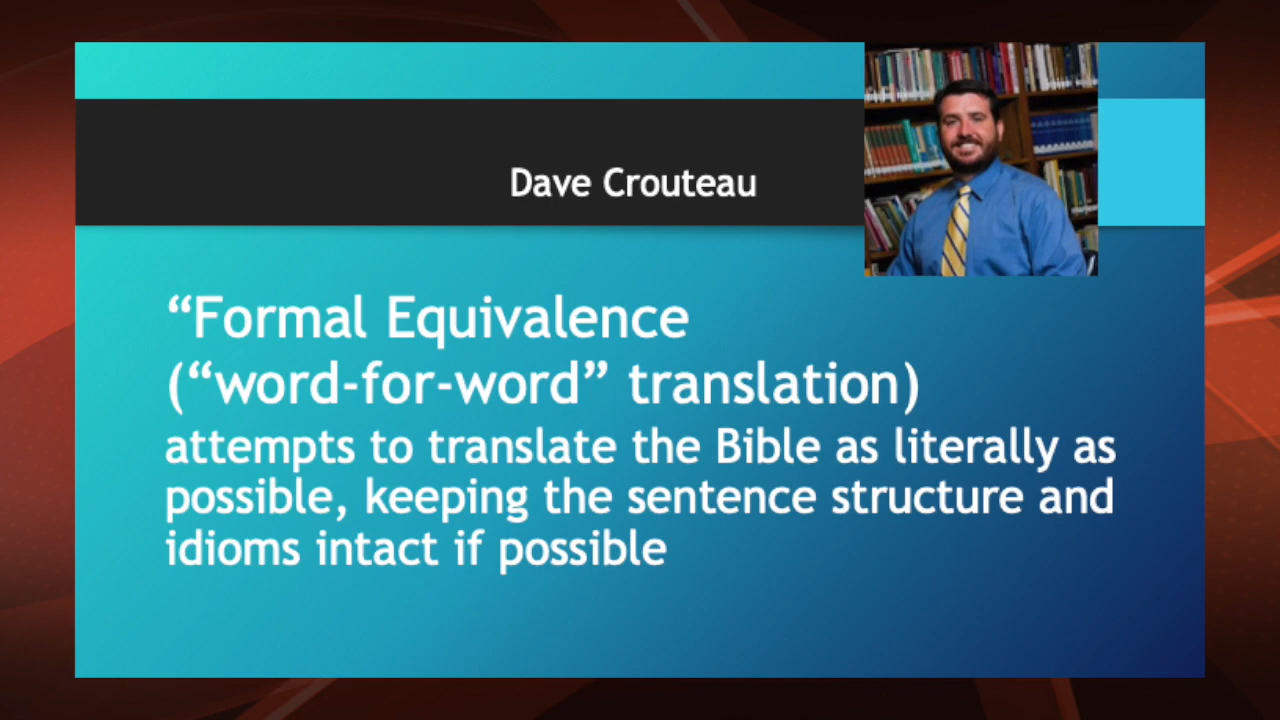 Dave Crouteau
“Formal Equivalence
(“word-for-word” translation)
attempts to translate the Bible as literally as
possible, keeping the sentence structure and
idioms intact if possible